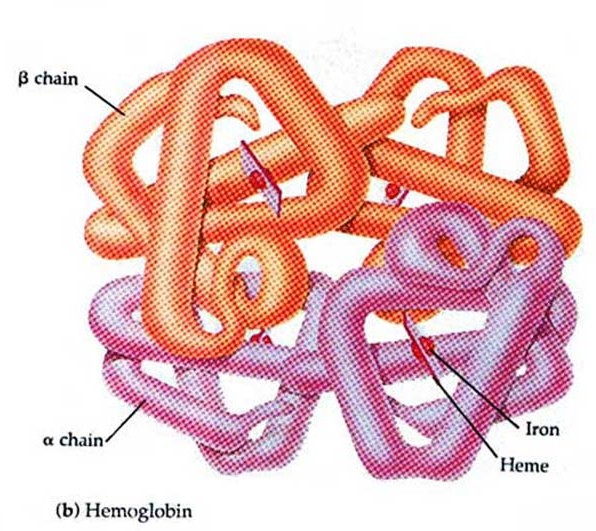 β chain
α chain
Iron
Heme
(b) Hemoglobin